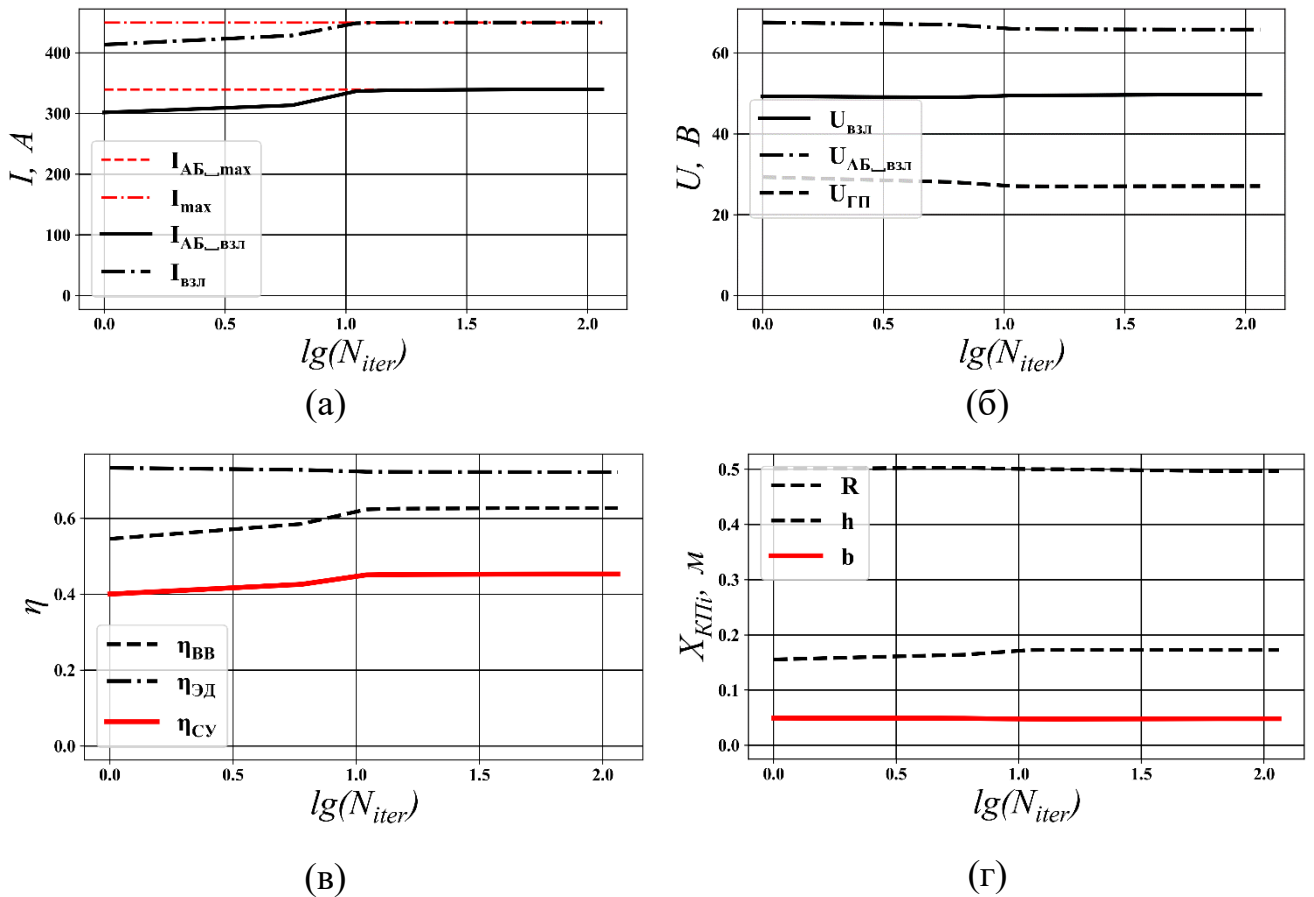 I, A
400
300
200
100
0
I_АБ_max
I_max
I_АБ_взл
I_взл
0.0 0.5 1.0 1.5 2.0
lg(N_iter)
(а)
U, В
60
40
20
0
U_взл
U_АБ_взл
U_ГП
0.0 0.5 1.0 1.5 2.0
lg(N_iter)
(б)
η
0.6
0.4
0.2
0.0
η_ВВ
η_ЭД
η_СУ
0.0 0.5 1.0 1.5 2.0
lg(N_iter)
(в)
X_КПi, м
0.5
0.4
0.3
0.2
0.1
0.0
R
h
b
0.0 0.5 1.0 1.5 2.0
lg(N_iter)
(г)